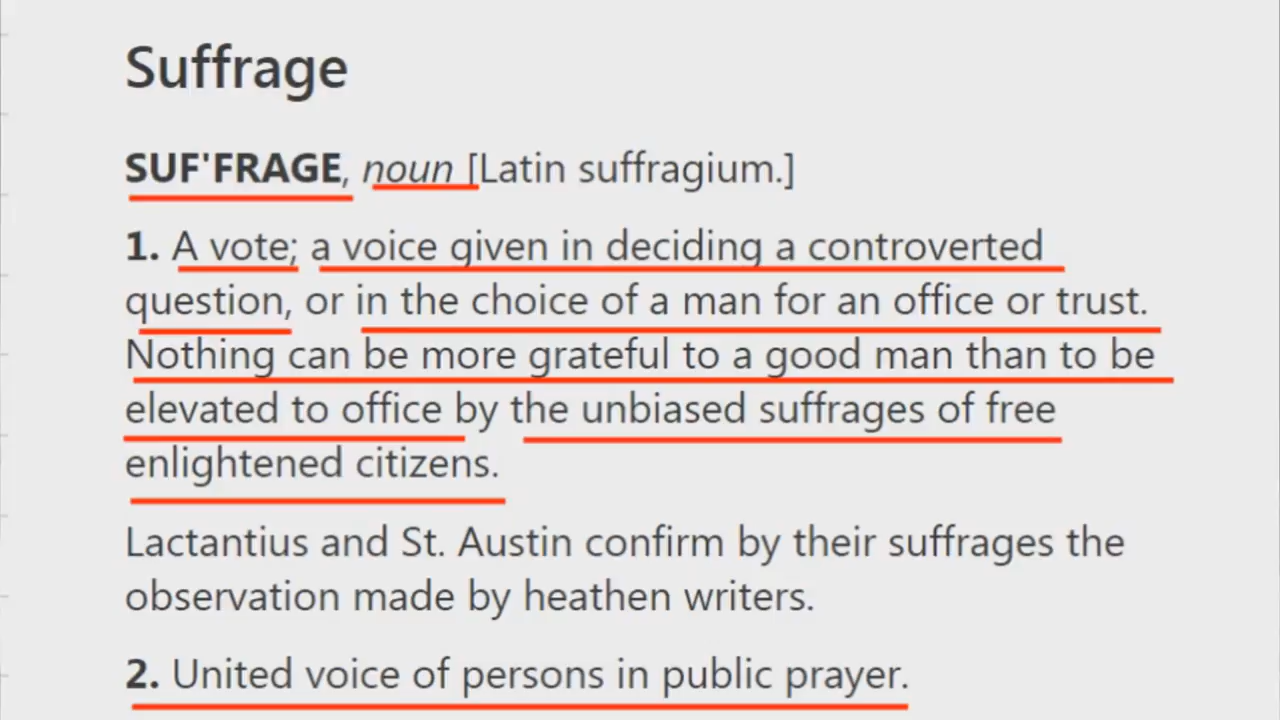 Suffrage
SUF'FRAGE, noun [Latin suffragium.]
1. A vote; a voice given in deciding a controverted
question, or in the choice of a man for an office or trust.
Nothing can be more grateful to a good man than to be
elevated to office by the unbiased suffrages of free
enlightened citizens.
Lactantius and St. Austin confirm by their suffrages the
observation made by heathen writers.
2. United voice of persons in public prayer.